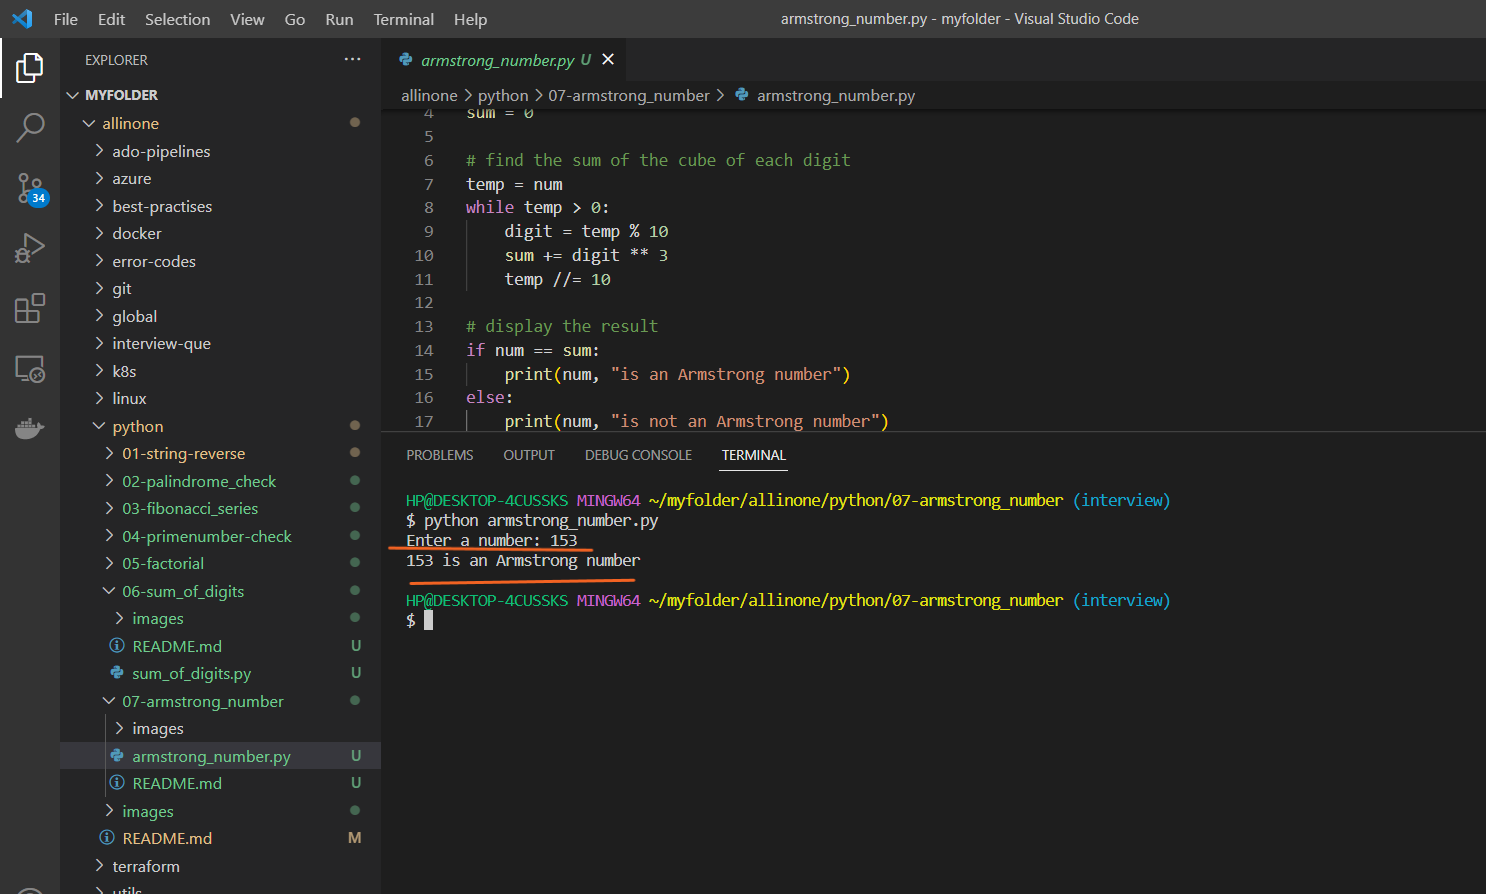 File Edit Selection View Go Run Terminal Help
armstrong_number.py - myfolder - Visual Studio Code
EXPLORER
MYFOLDER
allinone
ado-pipelines
azure
best-practises
docker
error-codes
git
global
interview-que
k8s
linux
python
01-string-reverse
02-palindrome_check
03-fibonacci_series
04-primenumber-check
05-factorial
06-sum_of_digits
images
README.md U
sum_of_digits.py U
07-armstrong_number
images
armstrong_number.py U
README.md U
images
README.md M
terraform
utils
34
armstrong_number.py U
allinone > python > 07-armstrong_number > armstrong_number.py
4 sum = 0
5
6 # find the sum of the cube of each digit
7 temp = num
8 while temp > 0:
9 digit = temp % 10
10 sum += digit ** 3
11 temp //= 10
12
13 # display the result
14 if num == sum:
15 print(num, "is an Armstrong number")
16 else:
17 print(num, "is not an Armstrong number")
PROBLEMS OUTPUT DEBUG CONSOLE TERMINAL
HP@DESKTOP-4CUSSKS MINGW64 ~/myfolder/allinone/python/07-armstrong_number (interview)
$ python armstrong_number.py
Enter a number: 153
153 is an Armstrong number
HP@DESKTOP-4CUSSKS MINGW64 ~/myfolder/allinone/python/07-armstrong_number (interview)
$